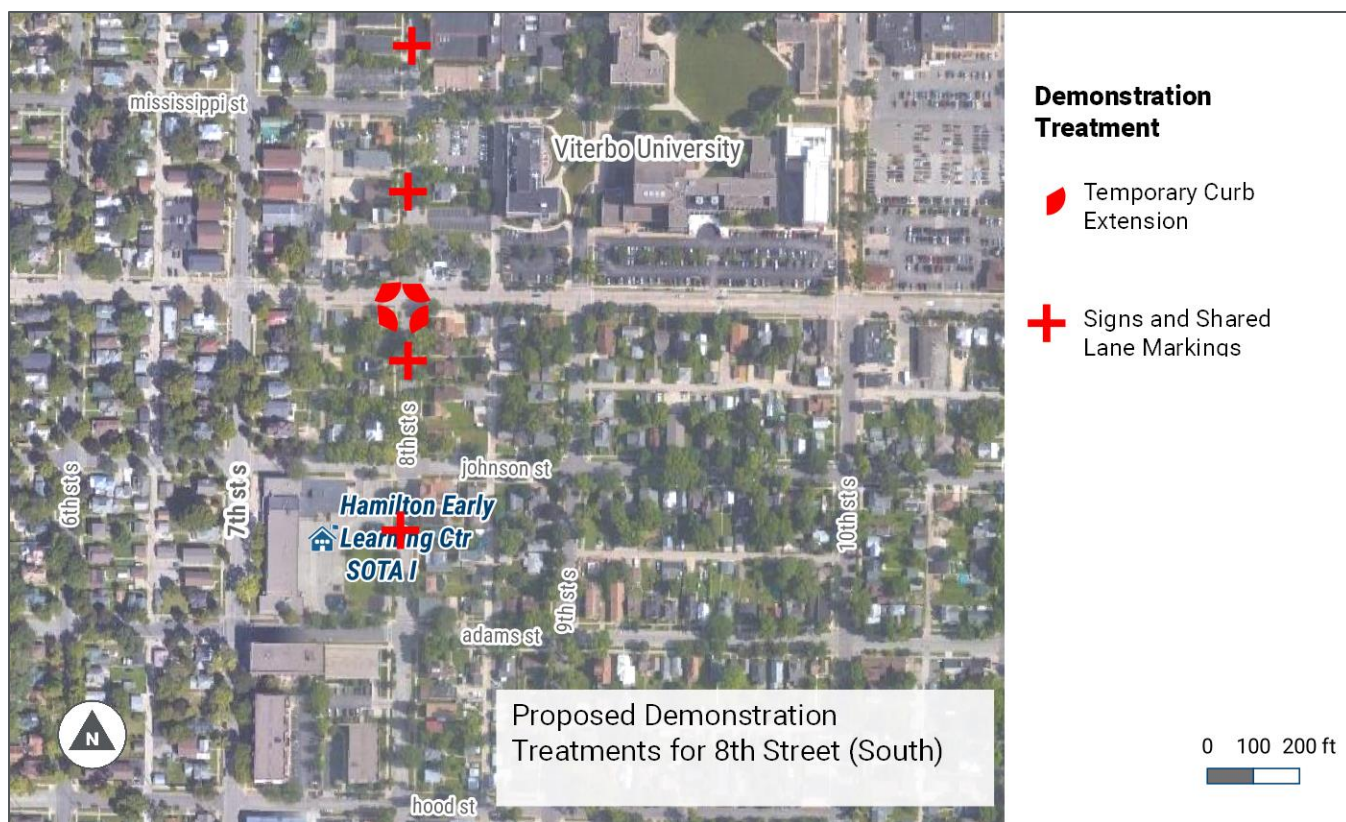 mississippi st
Viterbo University
8th st s
johnson st
6th st s
7th st s
10th st s
Hamilton Early
Learning Ctr
SOTA I
9th st s
adams st
Proposed Demonstration
Treatments for 8th Street (South)
N
hood st
Demonstration
Treatment
Temporary Curb
Extension
Signs and Shared
Lane Markings
0 100 200 ft